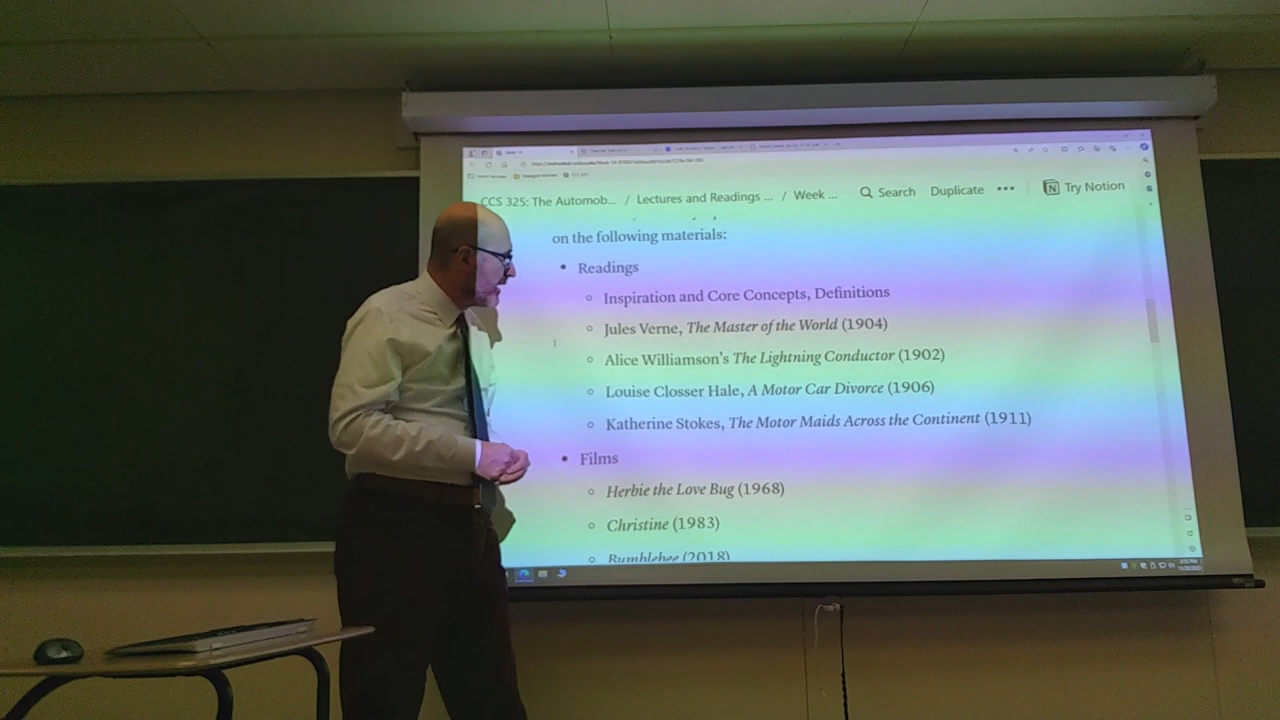 CCS 325: The Automob... / Lectures and Readings ... / Week ... Search Duplicate ••• Try Notion
on the following materials:
• Readings
◦ Inspiration and Core Concepts, Definitions
◦ Jules Verne, The Master of the World (1904)
◦ Alice Williamson's The Lightning Conductor (1902)
◦ Louise Closser Hale, A Motor Car Divorce (1906)
◦ Katherine Stokes, The Motor Maids Across the Continent (1911)
• Films
◦ Herbie the Love Bug (1968)
◦ Christine (1983)
◦ Bumblebee (2018)